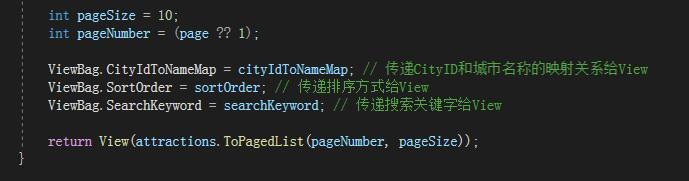 int pageSize = 10;
int pageNumber = (page ?? 1);
ViewBag.CityIdToNameMap = cityIdToNameMap; // 传递CityID和城市名称的映射关系给View
ViewBag.SortOrder = sortOrder; // 传递排序方式给View
ViewBag.SearchKeyword = searchKeyword; // 传递搜索关键字给View
return View(attractions.ToPagedList(pageNumber, pageSize));
}